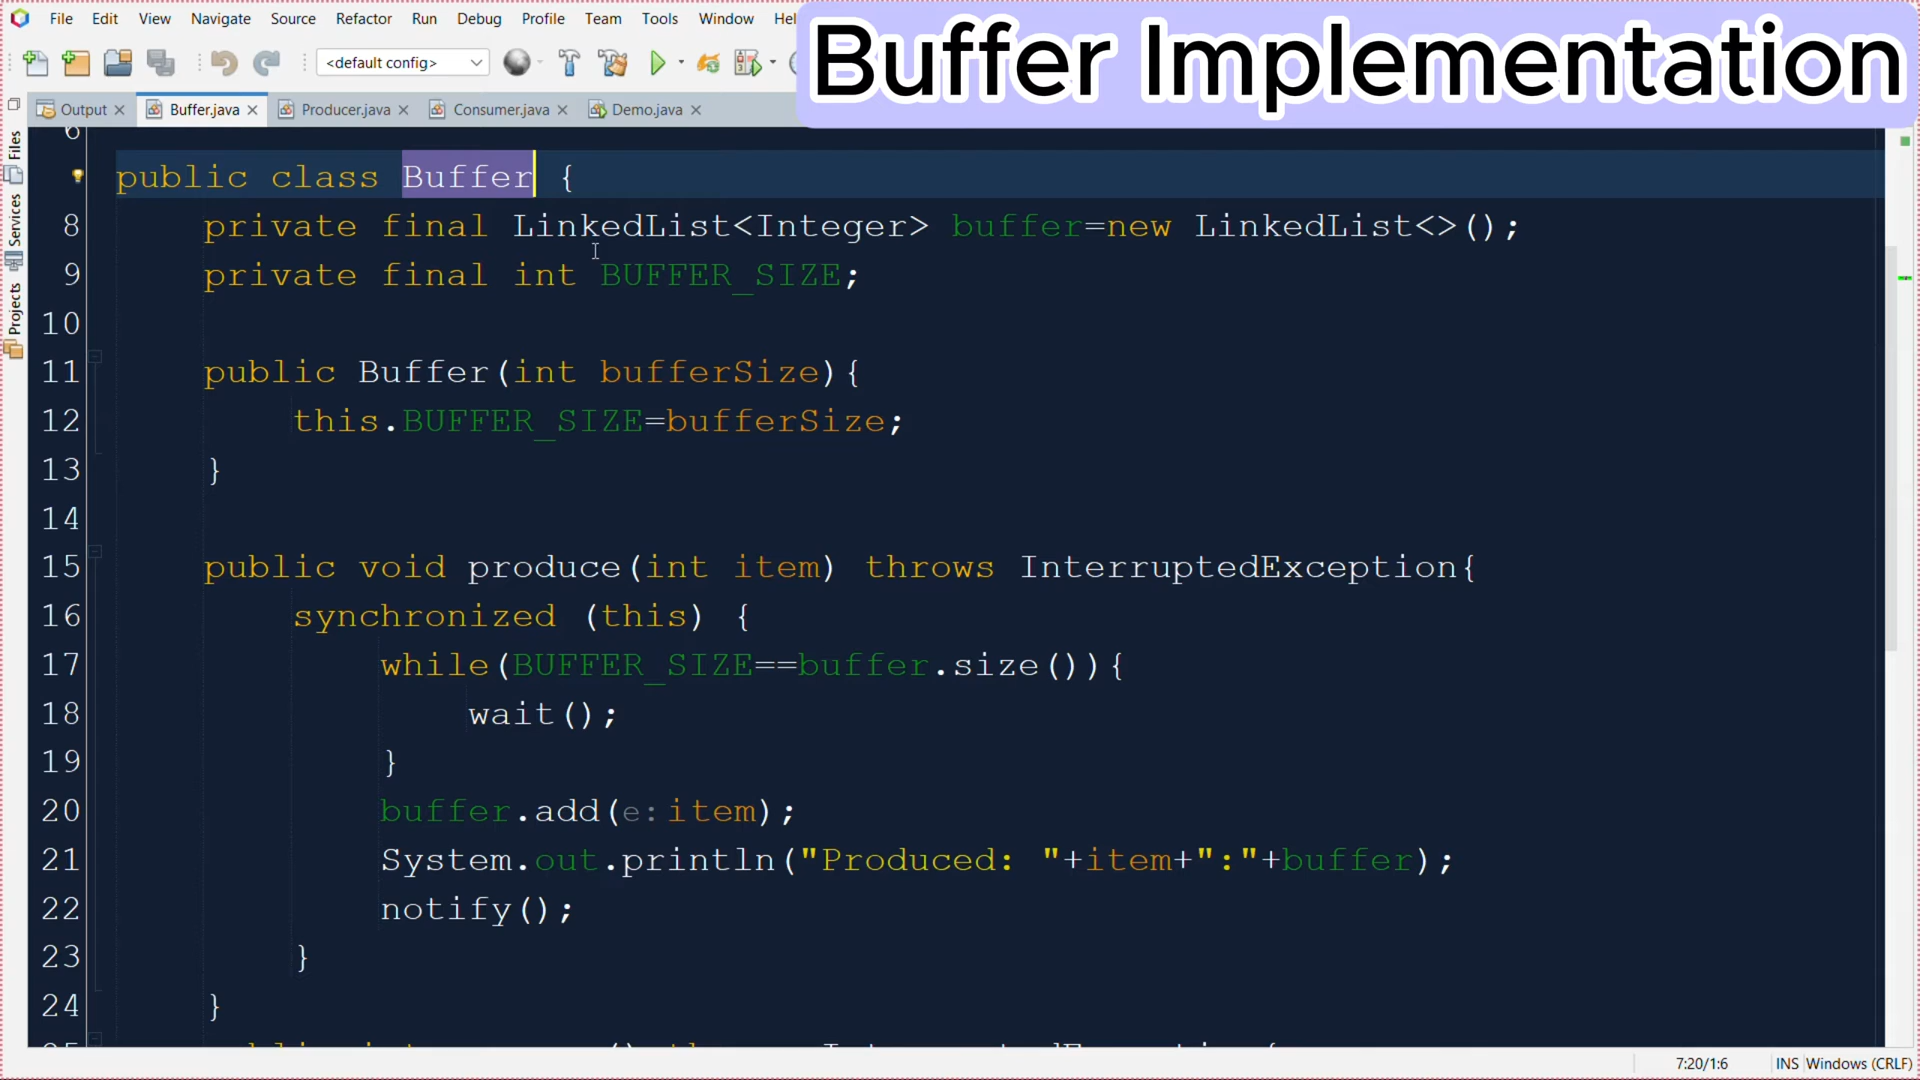 File Edit View Navigate Source Refactor Run Debug Profile Team Tools Window Hel
Buffer Implementation
<default config>
Output Buffer.java Producer.java Consumer.java Demo.java
Files
Services
Projects
6
public class Buffer {
8 private final LinkedList<Integer> buffer=new LinkedList<>();
9 private final int BUFFER_SIZE;
10
11 public Buffer(int bufferSize){
12 this.BUFFER_SIZE=bufferSize;
13 }
14
15 public void produce(int item) throws InterruptedException{
16 synchronized (this) {
17 while(BUFFER_SIZE==buffer.size()){
18 wait();
19 }
20 buffer.add(e:item);
21 System.out.println("Produced: "+item+":"+buffer);
22 notify();
23 }
24 }
7:20/1:6 INS Windows (CRLF)